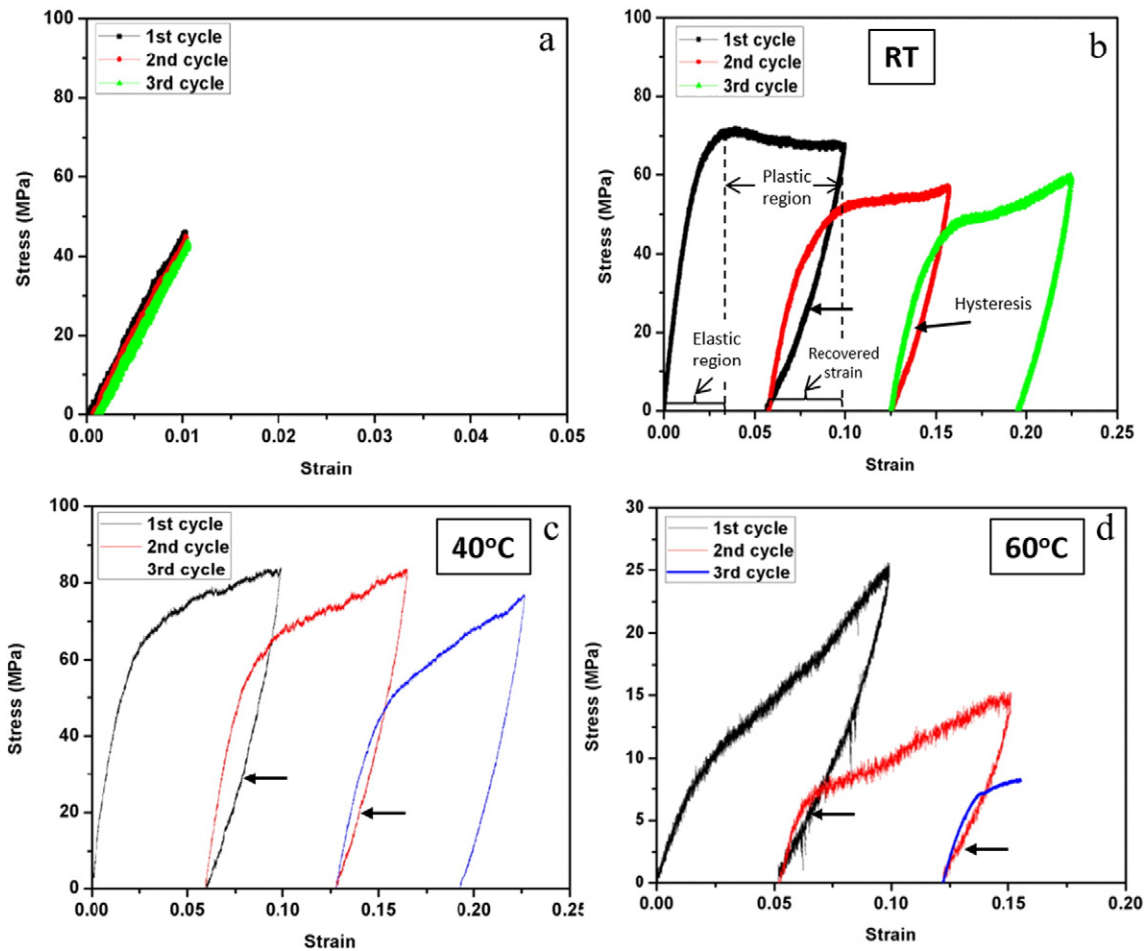 a
1st cycle
2nd cycle
3rd cycle
100
80
60
40
20
0
0.00 0.01 0.02 0.03 0.04 0.05
Stress (MPa)
Strain
b
RT
1st cycle
2nd cycle
3rd cycle
100
80
60
40
20
0
Plastic
region
Hysteresis
Elastic
region
Recovered
strain
0.00 0.05 0.10 0.15 0.20 0.25
Stress (MPa)
Strain
c
40°C
1st cycle
2nd cycle
3rd cycle
100
80
60
40
20
0
0.00 0.05 0.10 0.15 0.20 0.25
Stress (MPa)
Strain
d
60°C
1st cycle
2nd cycle
3rd cycle
30
25
20
15
10
5
0
0.00 0.05 0.10 0.15 0.20
Stress (MPa)
Strain